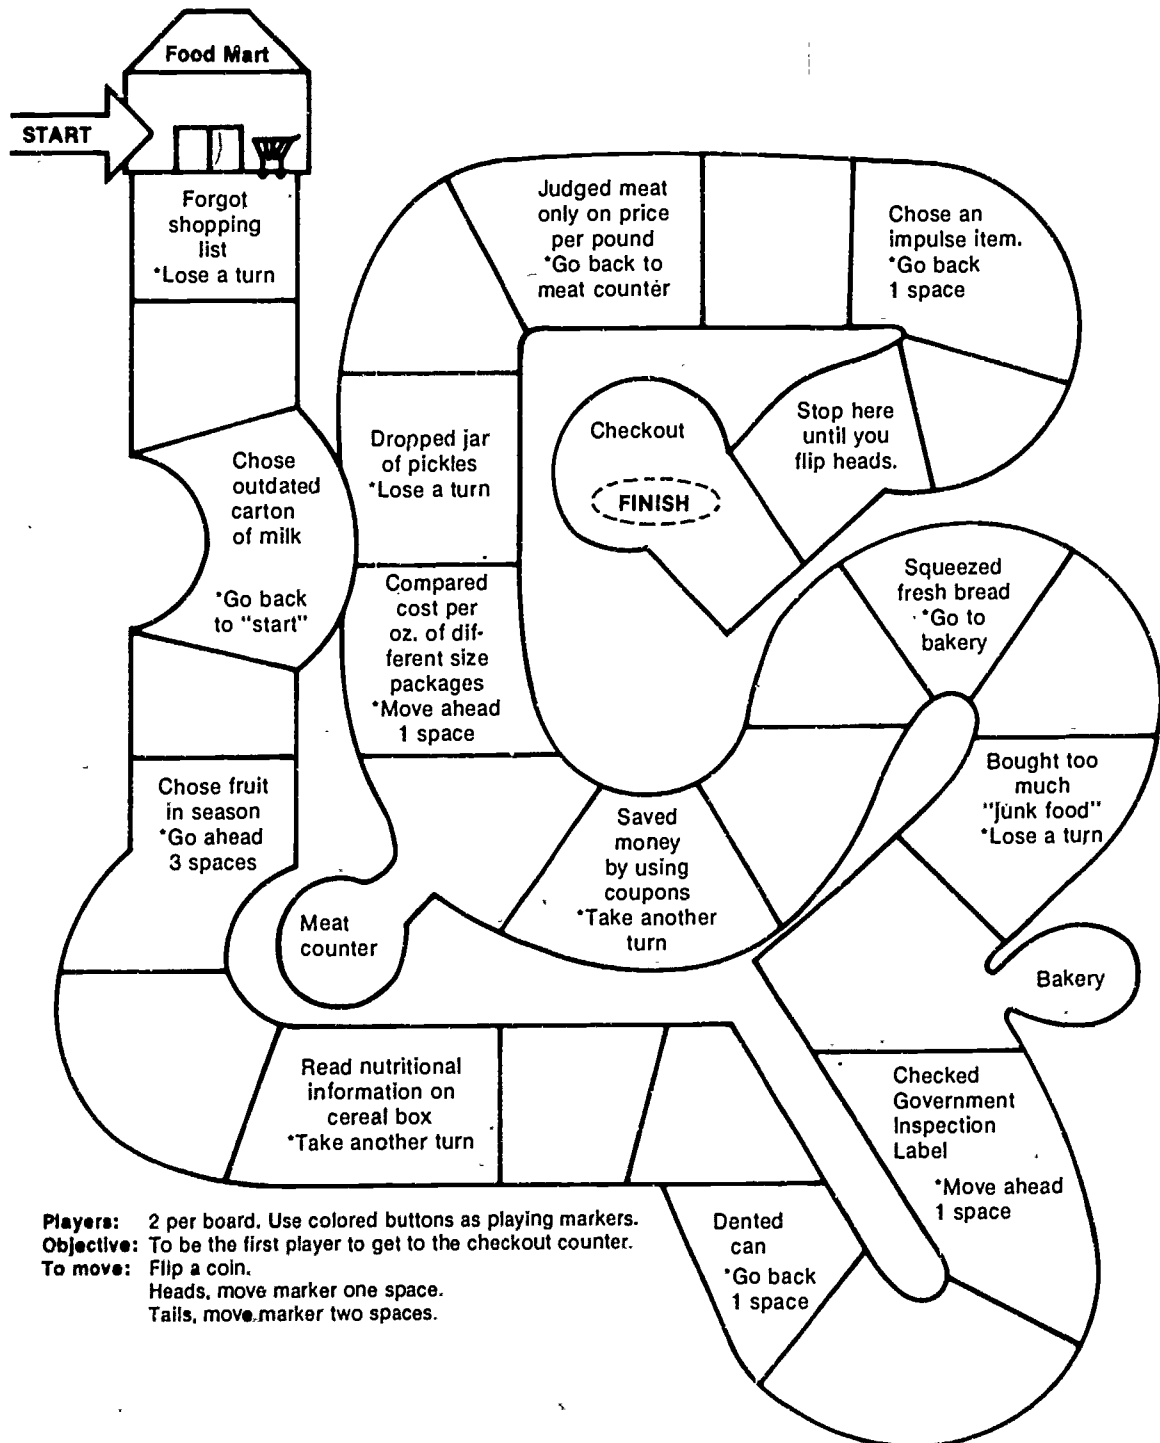 Food Mart
START
Forgot
shopping
list
*Lose a turn
Chose
outdated
carton
of milk
*Go back
to "start"
Chose fruit
in season
*Go ahead
3 spaces
Read nutritional
information on
cereal box
*Take another turn
Dented
can
*Go back
1 space
Checked
Government
Inspection
Label
*Move ahead
1 space
Bakery
Bought too
much
"junk food"
*Lose a turn
Squeezed
fresh bread
*Go to
bakery
Saved
money
by using
coupons
*Take another
turn
Meat
counter
Compared
cost per
oz. of dif-
ferent size
packages
*Move ahead
1 space
Dropped jar
of pickles
*Lose a turn
Judged meat
only on price
per pound
*Go back to
meat counter
Chose an
impulse item.
*Go back
1 space
Stop here
until you
flip heads.
Checkout
FINISH
Players: 2 per board. Use colored buttons as playing markers.
Objective: To be the first player to get to the checkout counter.
To move: Flip a coin.
Heads, move marker one space.
Tails, move marker two spaces.